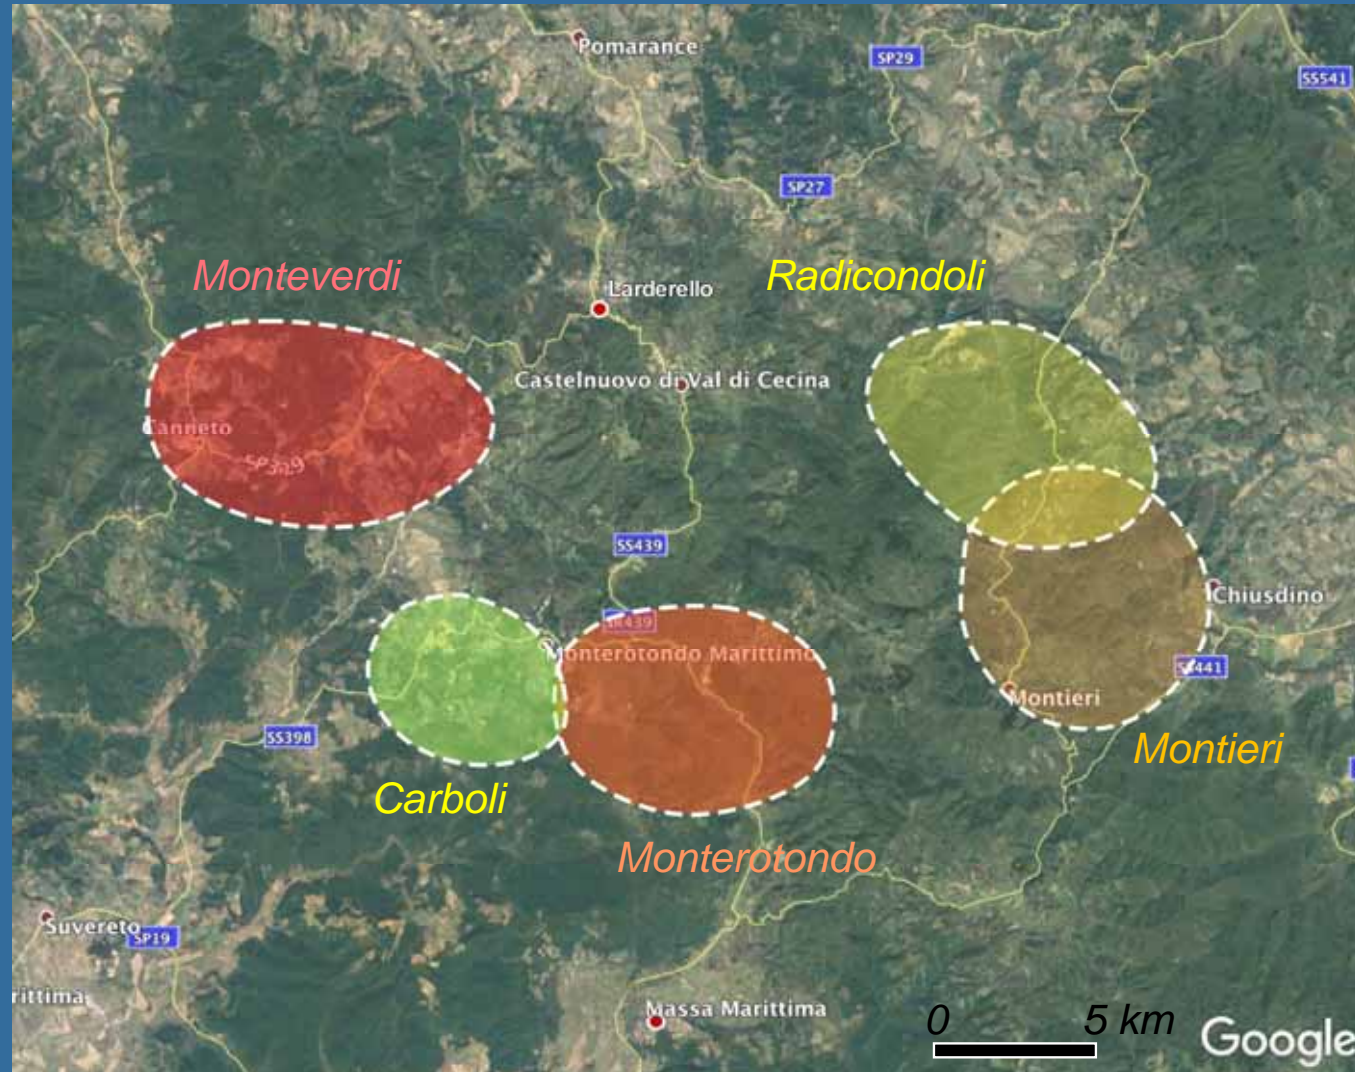 Pomarance
SP29
SS541
SP27
Monteverdi
Radicondoli
Larderello
Castelnuovo di Val di Cecina
Canneto
SP329
SS439
Chiusdino
SR439
Monterotondo Marittimo
SS441
Montieri
SS398
Montieri
Carboli
Monterotondo
Suvereto
SP19
rittima
Massa Marittima
0 5 km
Google